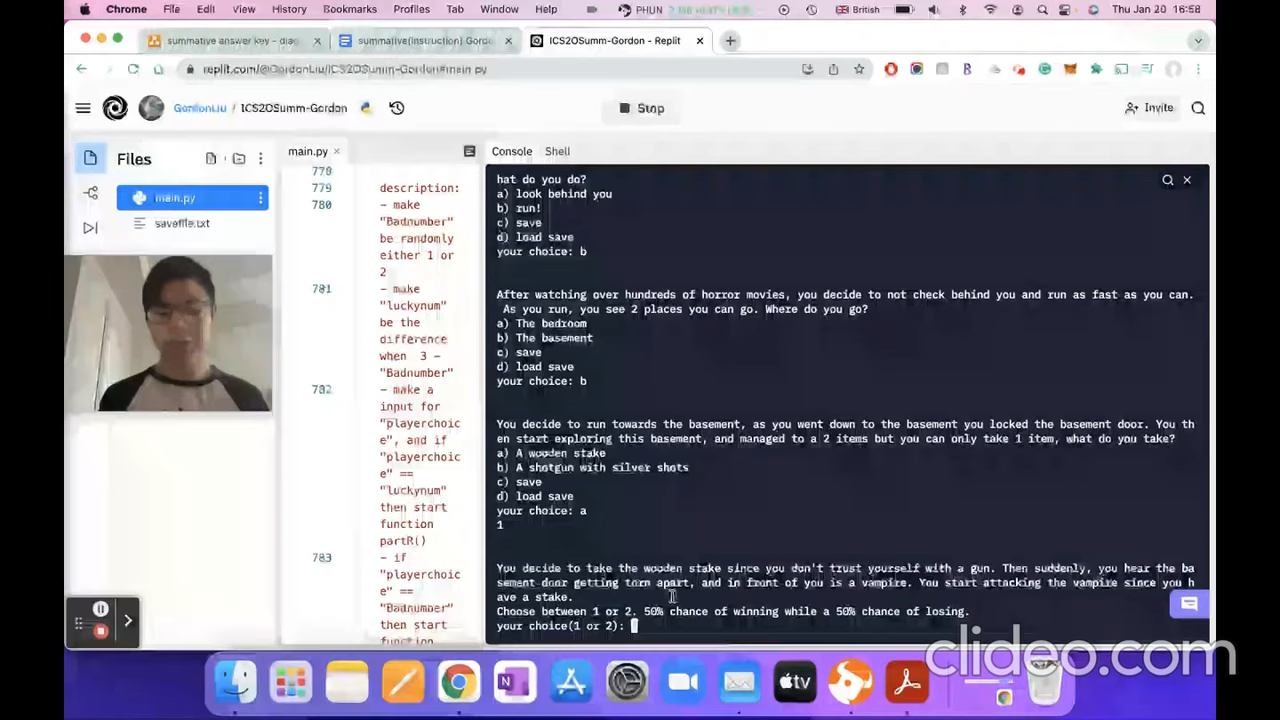 Chrome File Edit View History Bookmarks Profiles Tab Window Help PHUN British Thu Jan 20 16:58
summative answer key - diag
summative(instruction) Gordo
ICS2OSumm-Gordon - Replit
replit.com/@GordonLiu/ICS2OSumm-Gordon#main.py
GordonLiu / ICS2OSumm-Gordon
Stop
Invite
Files
main.py
savefile.txt
main.py
778
779 description:
780 - make
"Badnumber"
be randomly
either 1 or
2
781 - make
"luckynum"
be the
difference
when 3 -
"Badnumber"
782 - make a
input for
"playerchoic
e", and if
"playerchoic
e" ==
"luckynum"
then start
function
partR()
783 - if
"playerchoic
e" ==
"Badnumber"
then start
function
Console Shell
hat do you do?
a) look behind you
b) run!
c) save
d) load save
your choice: b
After watching over hundreds of horror movies, you decide to not check behind you and run as fast as you can.
As you run, you see 2 places you can go. Where do you go?
a) The bedroom
b) The basement
c) save
d) load save
your choice: b
You decide to run towards the basement, as you went down to the basement you locked the basement door. You th
en start exploring this basement, and managed to a 2 items but you can only take 1 item, what do you take?
a) A wooden stake
b) A shotgun with silver shots
c) save
d) load save
your choice: a
1
You decide to take the wooden stake since you don't trust yourself with a gun. Then suddenly, you hear the ba
sement door getting torn apart, and in front of you is a vampire. You start attacking the vampire since you h
ave a stake.
Choose between 1 or 2. 50% chance of winning while a 50% chance of losing.
your choice(1 or 2):
clideo.com
tv